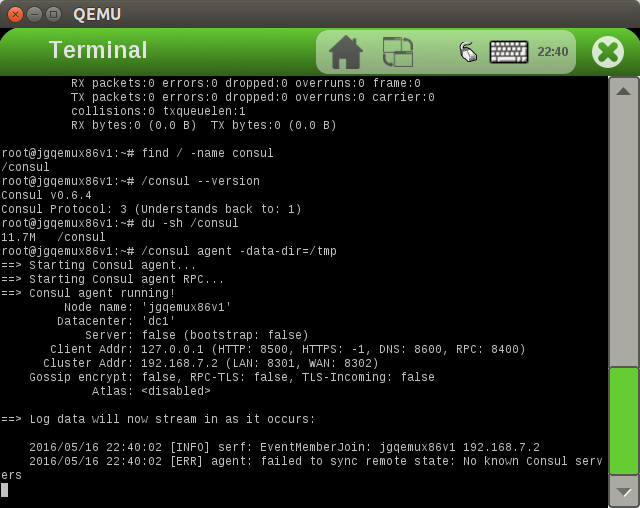 QEMU
Terminal
22:40
RX packets:0 errors:0 dropped:0 overruns:0 frame:0
TX packets:0 errors:0 dropped:0 overruns:0 carrier:0
collisions:0 txqueuelen:1
RX bytes:0 (0.0 B)  TX bytes:0 (0.0 B)
root@jgqemux86v1:~# find / -name consul
/consul
root@jgqemux86v1:~# /consul --version
Consul v0.6.4
Consul Protocol: 3 (Understands back to: 1)
root@jgqemux86v1:~# du -sh /consul
11.7M   /consul
root@jgqemux86v1:~# /consul agent -data-dir=/tmp
==> Starting Consul agent...
==> Starting Consul agent RPC...
==> Consul agent running!
Node name: 'jgqemux86v1'
Datacenter: 'dc1'
Server: false (bootstrap: false)
Client Addr: 127.0.0.1 (HTTP: 8500, HTTPS: -1, DNS: 8600, RPC: 8400)
Cluster Addr: 192.168.7.2 (LAN: 8301, WAN: 8302)
Gossip encrypt: false, RPC-TLS: false, TLS-Incoming: false
Atlas: <disabled>
==> Log data will now stream in as it occurs:
2016/05/16 22:40:02 [INFO] serf: EventMemberJoin: jgqemux86v1 192.168.7.2
2016/05/16 22:40:02 [ERR] agent: failed to sync remote state: No known Consul serv
ers